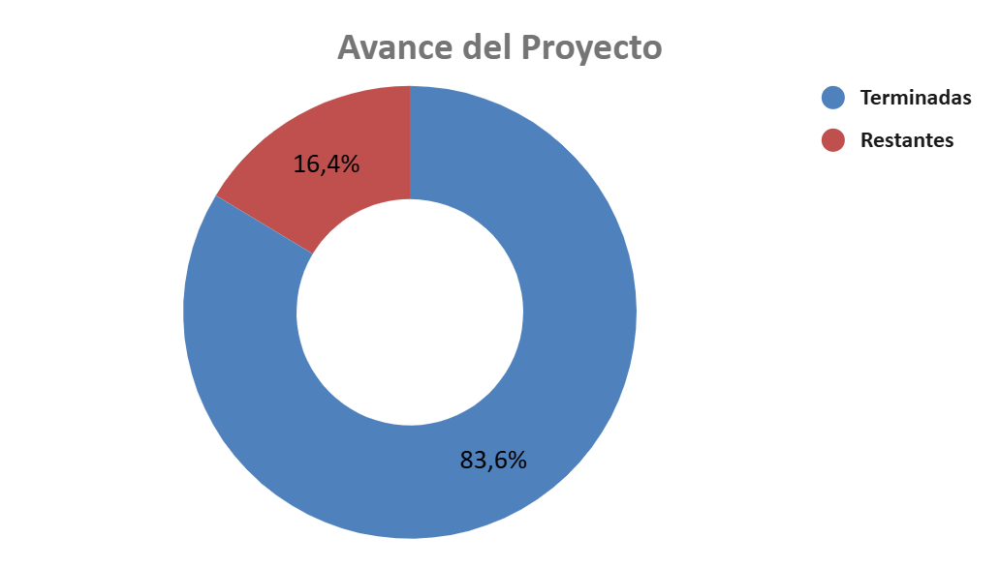 Avance del Proyecto
Terminadas
Restantes
16,4%
83,6%